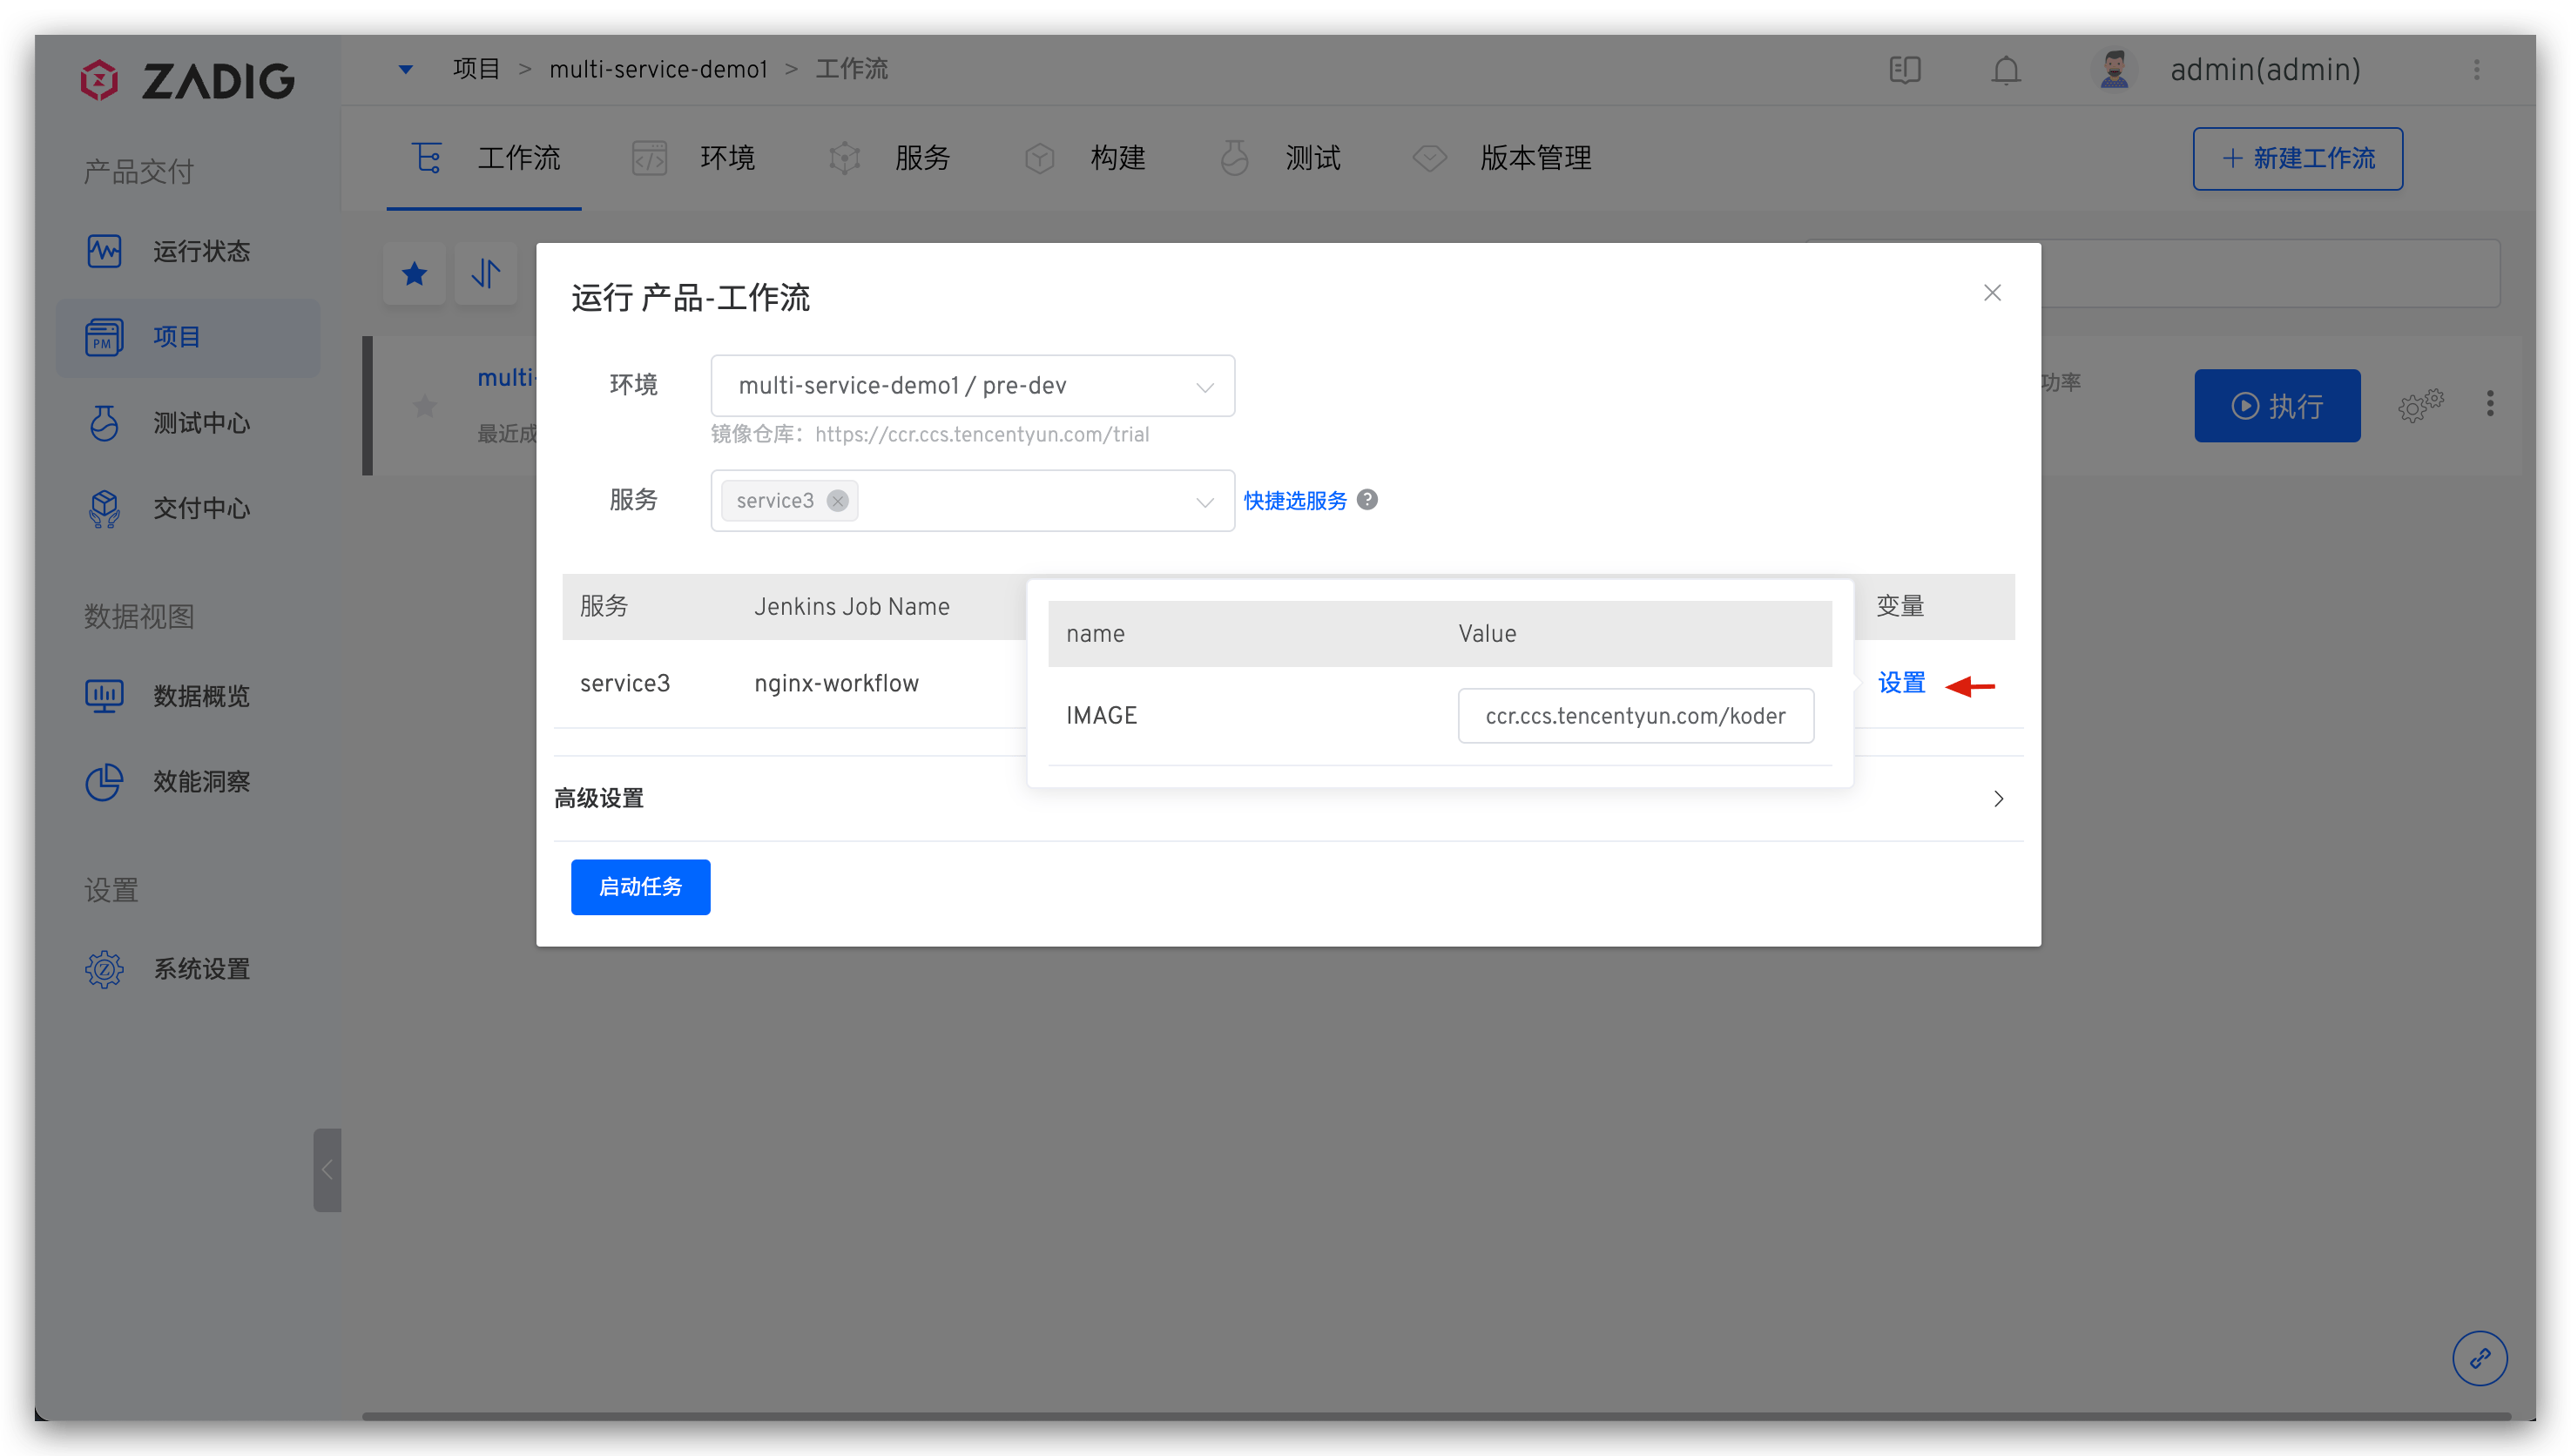 ZADIG
项目 > multi-service-demo1 > 工作流
admin(admin)
产品交付
运行状态
项目
PM
测试中心
交付中心
数据视图
数据概览
效能洞察
设置
系统设置
工作流
环境
服务
构建
测试
版本管理
+ 新建工作流
multi-
最近成
功率
执行
运行 产品-工作流
环境
multi-service-demo1 / pre-dev
镜像仓库：https://ccr.ccs.tencentyun.com/trial
服务
service3
快捷选服务 ?
服务 Jenkins Job Name 变量
service3 nginx-workflow 设置
name Value
IMAGE ccr.ccs.tencentyun.com/koder
高级设置
启动任务